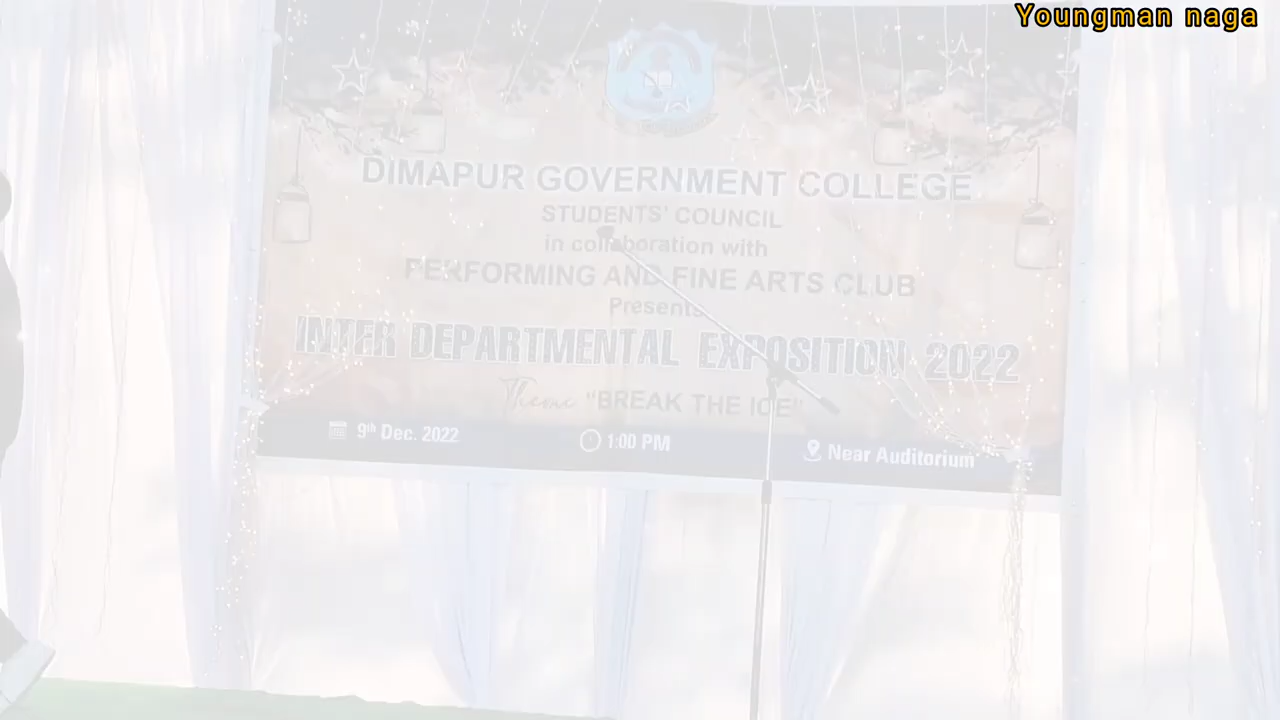 Youngman naga
DIMAPUR GOVERNMENT COLLEGE
STUDENTS' COUNCIL
in collaboration with
PERFORMING AND FINE ARTS CLUB
Presents
INTER DEPARTMENTAL EXPOSITION 2022
Theme "BREAK THE ICE"
9th Dec. 2022
1:00 PM
Near Auditorium